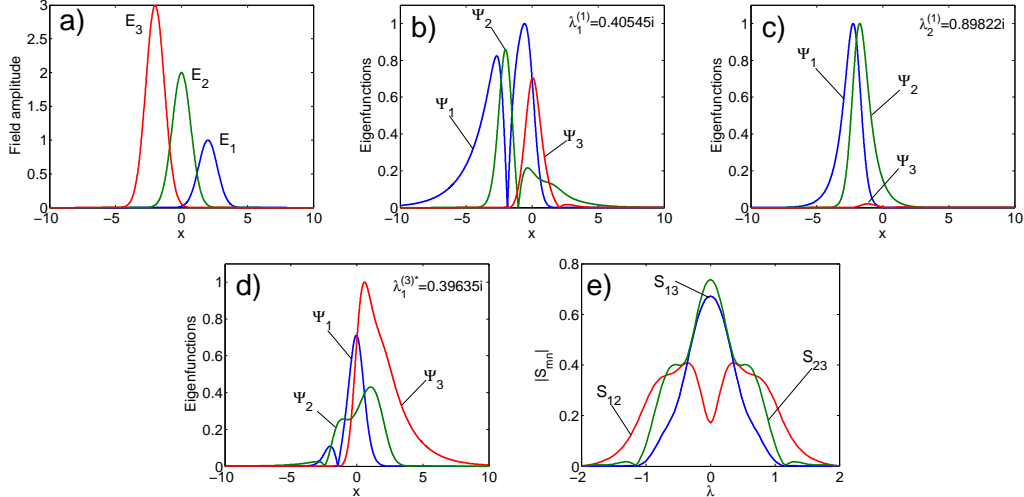 a)
Field amplitude
3
2.5
2
1.5
1
0.5
0
E3
E2
E1
−10 −5 0 5 10
x
b)
Eigenfunctions
1
0.8
0.6
0.4
0.2
0
Ψ2
λ1(1)=0.40545i
Ψ1
Ψ3
−10 −5 0 5 10
x
c)
Eigenfunctions
1
0.8
0.6
0.4
0.2
0
λ2(1)=0.89822i
Ψ1
Ψ2
Ψ3
−10 −5 0 5 10
x
d)
Eigenfunctions
1
0.8
0.6
0.4
0.2
0
λ1(3)*=0.39635i
Ψ1
Ψ2
Ψ3
−10 −5 0 5 10
x
e)
|Smn|
0.8
0.6
0.4
0.2
0
S13
S12
S23
−2 −1 0 1 2
λ